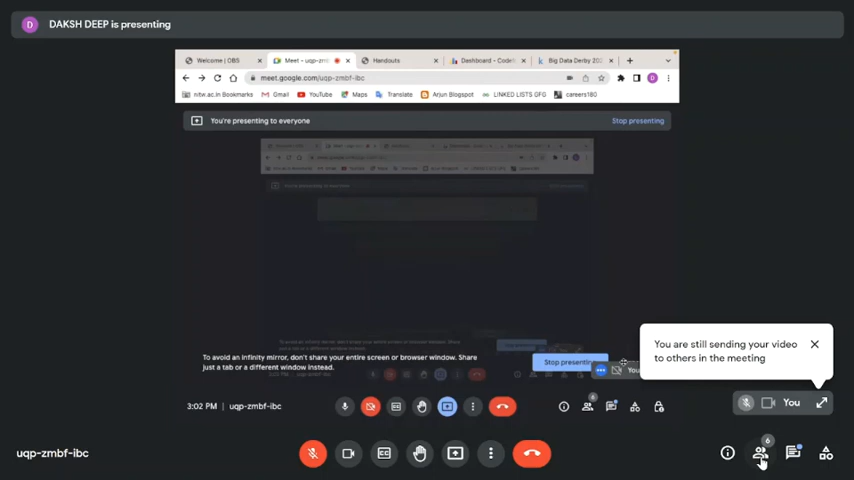 D DAKSH DEEP is presenting
Welcome | OBS
Meet - uqp-zmb
Handouts
Dashboard - Codel
Big Data Derby 202
meet.google.com/uqp-zmbf-ibc
D
nitw.ac.in Bookmarks
Gmail
YouTube
Maps
Translate
Arjun Blogspot
LINKED LISTS GFG
careers180
You're presenting to everyone
Stop presenting
To avoid an infinity mirror, don't share your entire screen or browser window. Share
just a tab or a different window instead.
Stop presenting
You
You are still sending your video
to others in the meeting
You
3:02 PM | uqp-zmbf-ibc
6
uqp-zmbf-ibc
6